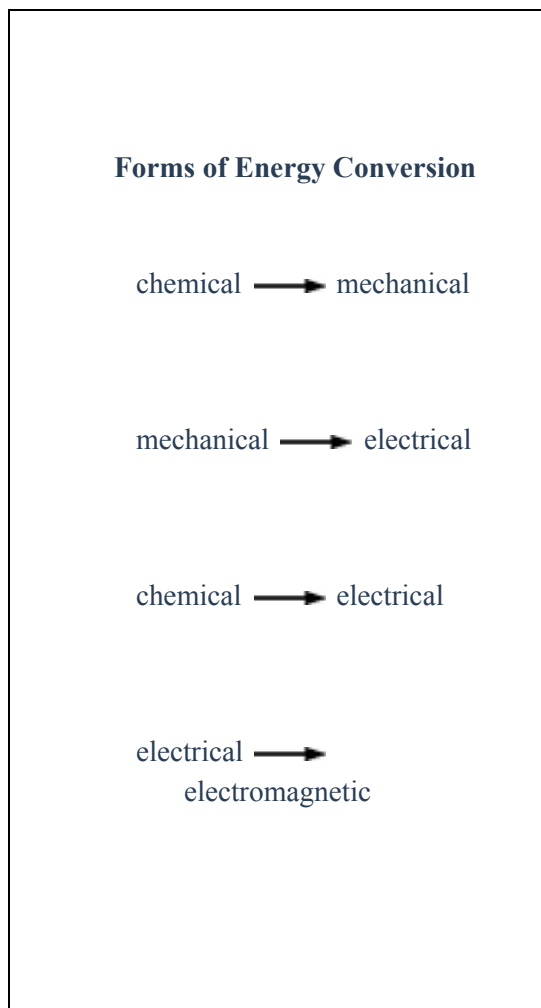 Forms of Energy Conversion
chemical → mechanical
mechanical → electrical
chemical → electrical
electrical →
electromagnetic